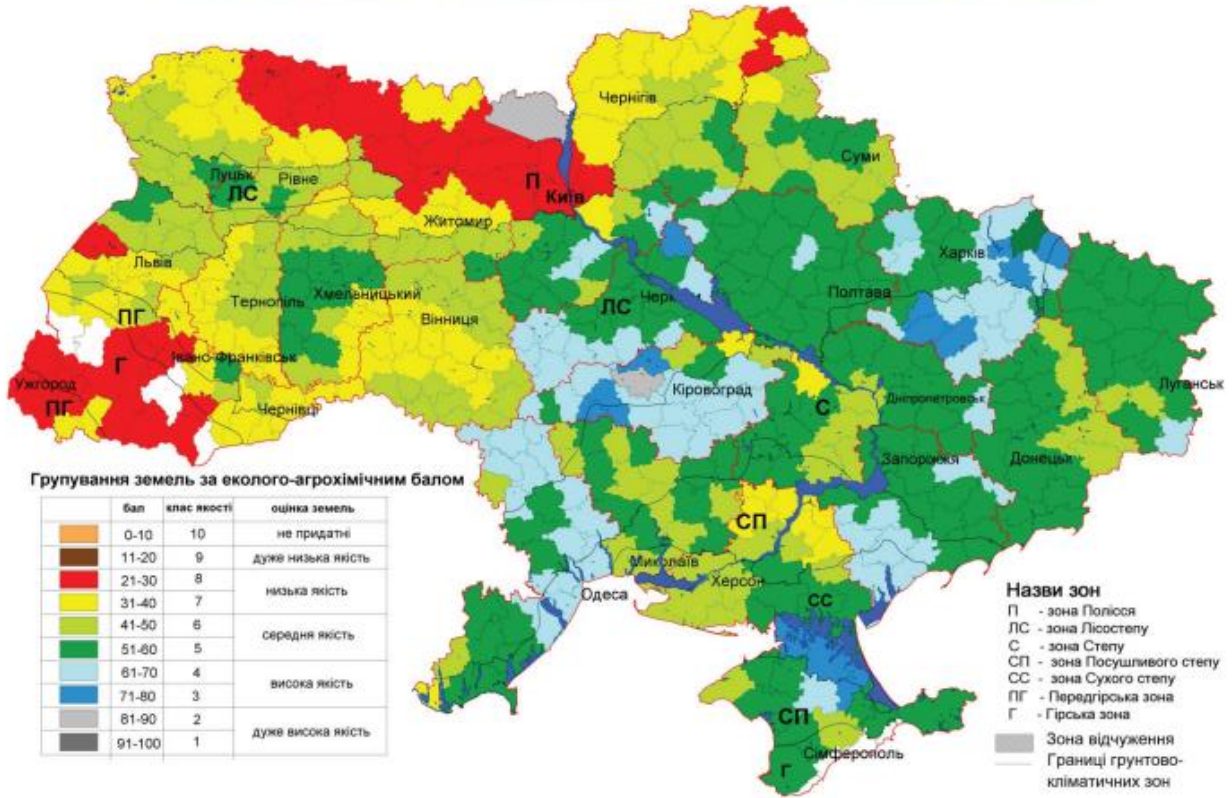 Чернігів
Суми
Луцьк
ЛС
Рівне
П
Київ
Житомир
Львів
Харків
Тернопіль
Хмельницький
ЛС
Полтава
ПГ
Вінниця
Г
Івано-Франківськ
Ужгород
ПГ
Кіровоград
Луганськ
Чернівці
С
Дніпропетровськ
Запоріжжя
Донецьк
СП
Миколаїв
Херсон
Одеса
СС
СП
Сімферополь
Г
Групування земель за еколого-агрохімічним балом
бал клас якості оцінка земель
0-10 10 не придатні
11-20 9 дуже низька якість
21-30 8 низька якість
31-40 7
41-50 6 середня якість
51-60 5
61-70 4 висока якість
71-80 3
81-90 2 дуже висока якість
91-100 1
Назви зон
П - зона Полісся
ЛС - зона Лісостепу
С - зона Степу
СП - зона Посушливого степу
СС - зона Сухого степу
ПГ - Передгірська зона
Г - Гірська зона
Зона відчуження
Границі грунтово-
кліматичних зон